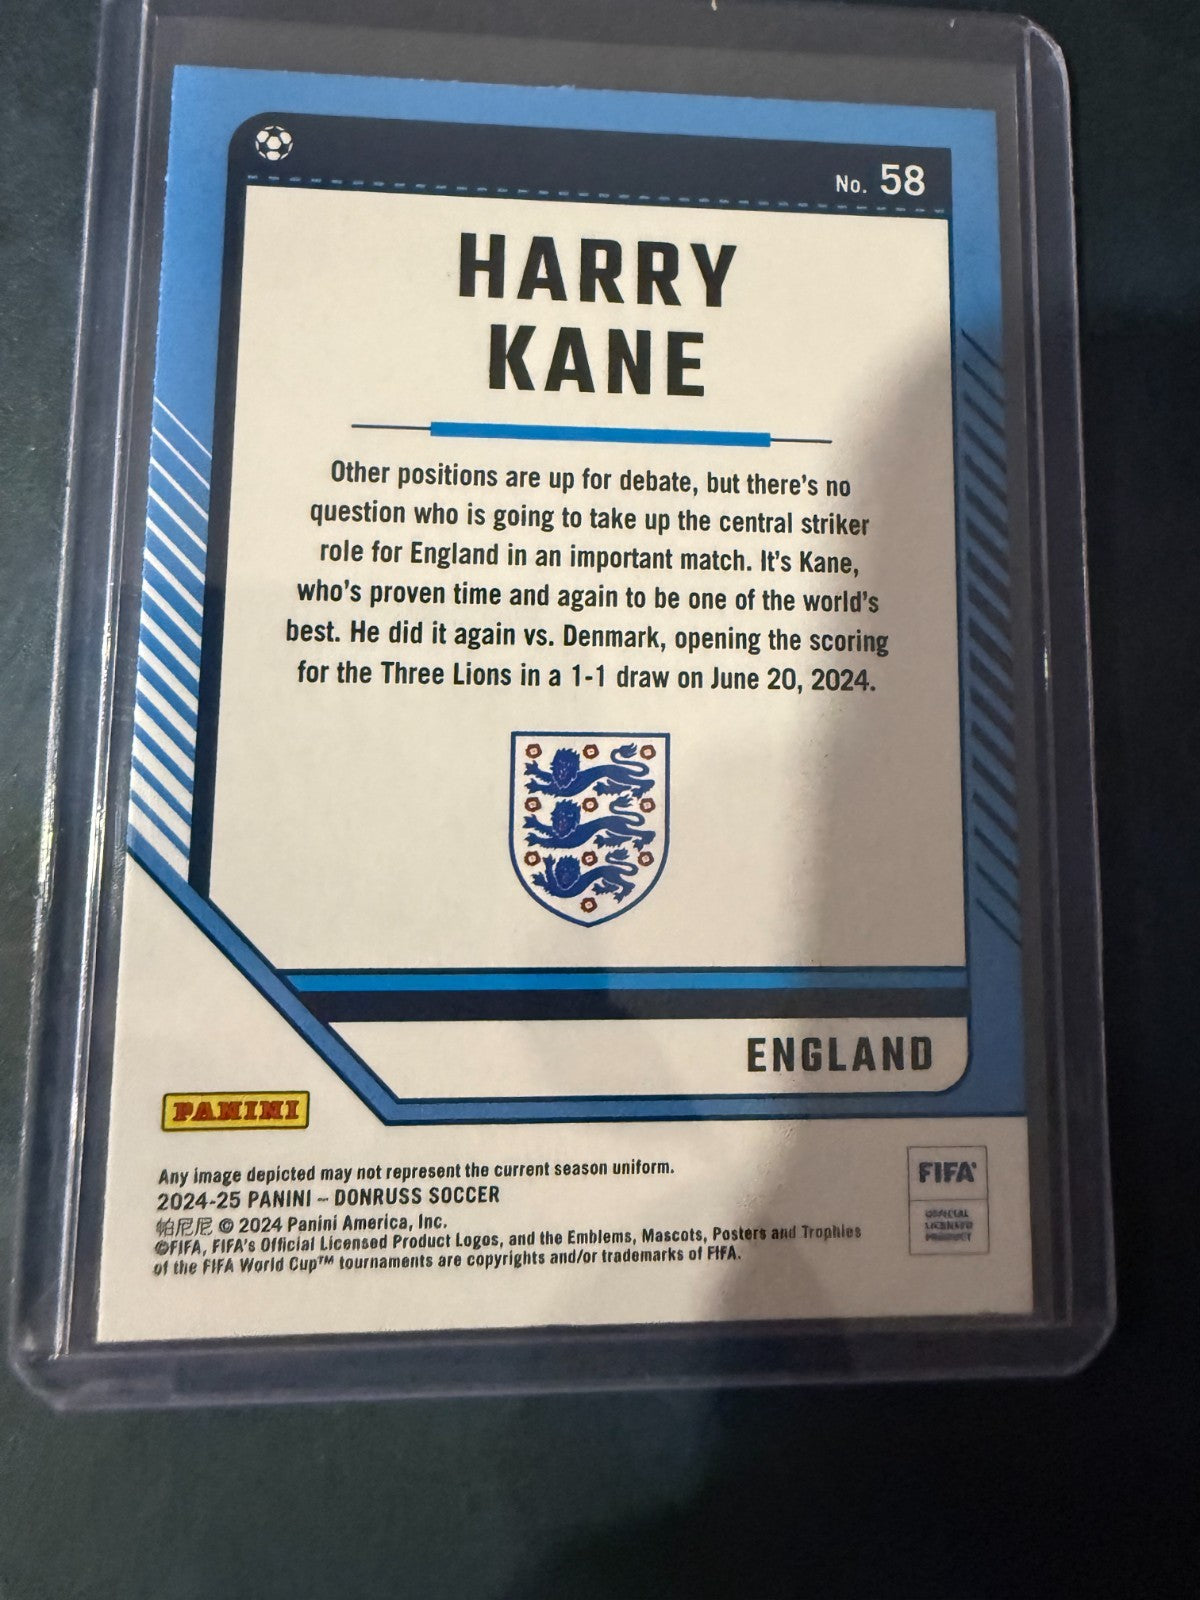 No. 58
HARRY
KANE
Other positions are up for debate, but there's no
question who is going to take up the central striker
role for England in an important match. It's Kane,
who's proven time and again to be one of the world's
best. He did it again vs. Denmark, opening the scoring
for the Three Lions in a 1-1 draw on June 20, 2024.
ENGLAND
PANINI
Any image depicted may not represent the current season uniform.
2024-25 PANINI – DONRUSS SOCCER
帕尼尼 © 2024 Panini America, Inc.
©FIFA, FIFA's Official Licensed Product Logos, and the Emblems, Mascots, Posters and Trophies
of the FIFA World Cup™ tournaments are copyrights and/or trademarks of FIFA.
FIFA®
OFFICIAL
LICENSED
PRODUCT